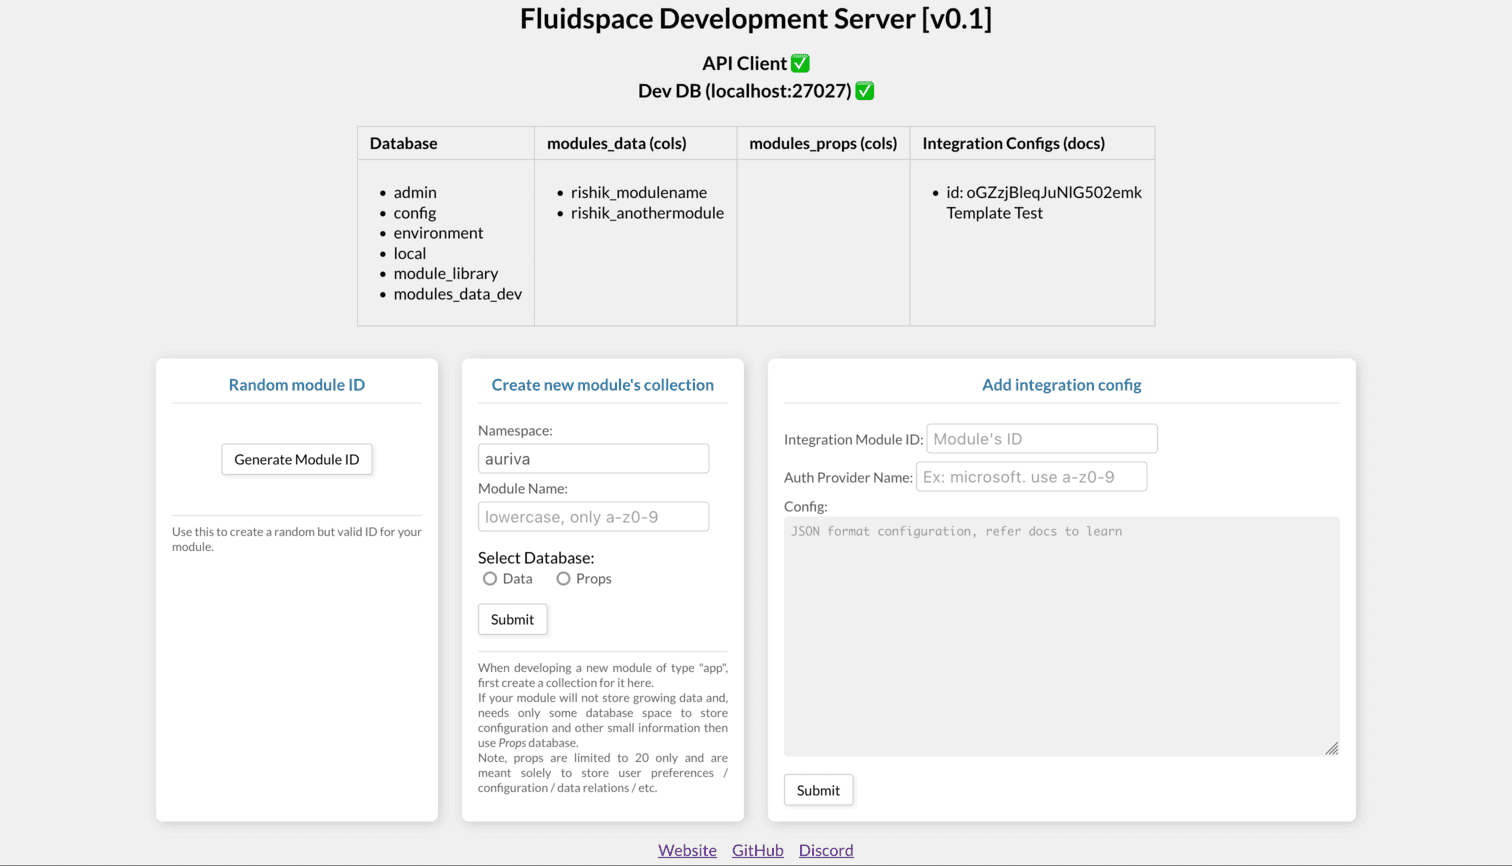 Fluidspace Development Server [v0.1]
API Client ✅
Dev DB (localhost:27027) ✅
Database
modules_data (cols)
modules_props (cols)
Integration Configs (docs)
• admin
• config
• environment
• local
• module_library
• modules_data_dev
• rishik_modulename
• rishik_anothermodule
• id: oGZzjBleqJuNlG502emk
Template Test
Random module ID
Generate Module ID
Use this to create a random but valid ID for your
module.
Create new module's collection
Namespace:
auriva
Module Name:
lowercase, only a-z0-9
Select Database:
Data
Props
Submit
When developing a new module of type "app",
first create a collection for it here.
If your module will not store growing data and,
needs only some database space to store
configuration and other small information then
use Props database.
Note, props are limited to 20 only and are
meant solely to store user preferences /
configuration / data relations / etc.
Add integration config
Integration Module ID: Module's ID
Auth Provider Name: Ex: microsoft. use a-z0-9
Config:
JSON format configuration, refer docs to learn
Submit
Website GitHub Discord